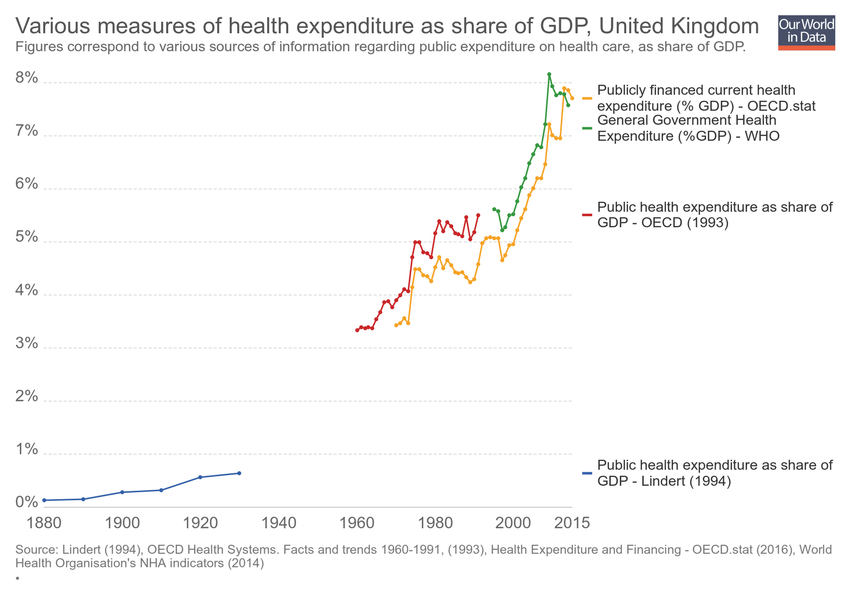 Various measures of health expenditure as share of GDP, United Kingdom
Figures correspond to various sources of information regarding public expenditure on health care, as share of GDP.
Our World
in Data
8%
7%
6%
5%
4%
3%
2%
1%
0%
1880
1900
1920
1940
1960
1980
2000
2015
Publicly financed current health
expenditure (% GDP) - OECD.stat
General Government Health
Expenditure (%GDP) - WHO
Public health expenditure as share of
GDP - OECD (1993)
Public health expenditure as share of
GDP - Lindert (1994)
Source: Lindert (1994), OECD Health Systems. Facts and trends 1960-1991, (1993), Health Expenditure and Financing - OECD.stat (2016), World
Health Organisation's NHA indicators (2014)
•